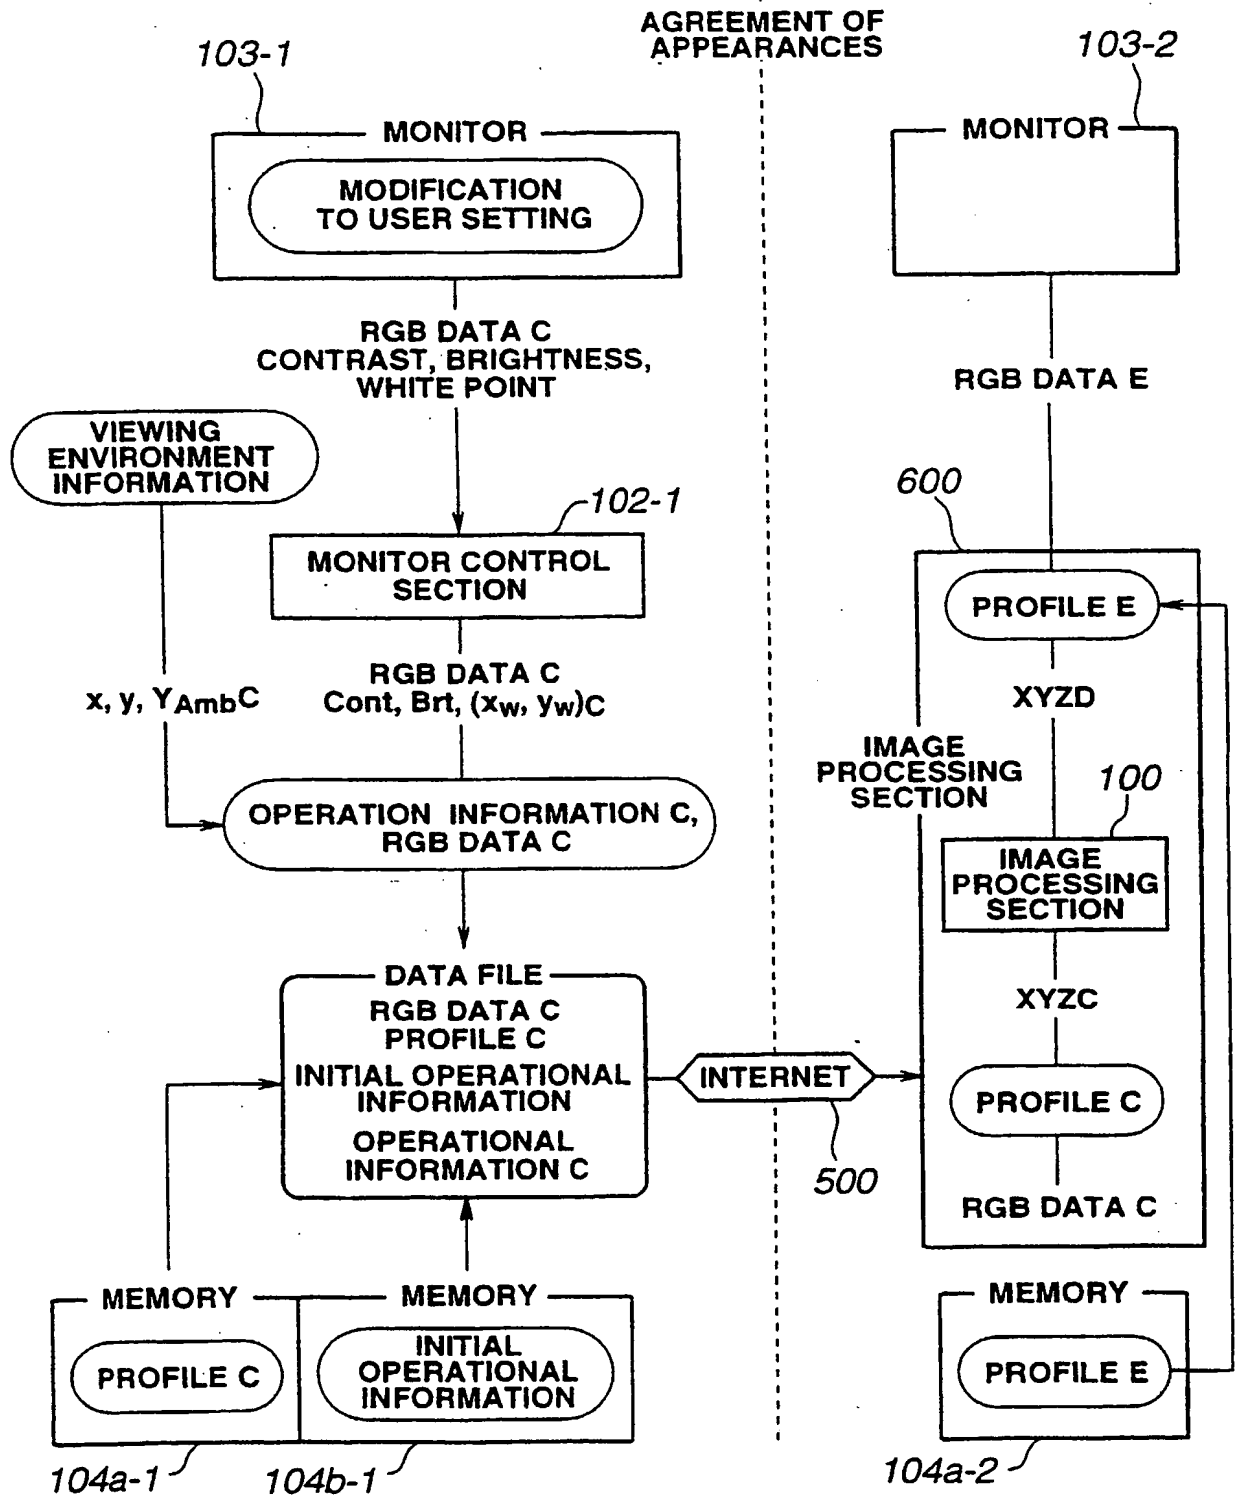 AGREEMENT OF
APPEARANCES
103-1
MONITOR
MODIFICATION
TO USER SETTING
RGB DATA C
CONTRAST, BRIGHTNESS,
WHITE POINT
VIEWING
ENVIRONMENT
INFORMATION
102-1
MONITOR CONTROL
SECTION
x, y, YAmbC
RGB DATA C
Cont, Brt, (xw, yw)C
OPERATION INFORMATION C,
RGB DATA C
DATA FILE
RGB DATA C
PROFILE C
INITIAL OPERATIONAL
INFORMATION
OPERATIONAL
INFORMATION C
MEMORY
PROFILE C
104a-1
MEMORY
INITIAL
OPERATIONAL
INFORMATION
104b-1
INTERNET
500
103-2
MONITOR
RGB DATA E
600
PROFILE E
XYZD
IMAGE
PROCESSING
SECTION
100
IMAGE
PROCESSING
SECTION
XYZC
PROFILE C
RGB DATA C
MEMORY
PROFILE E
104a-2